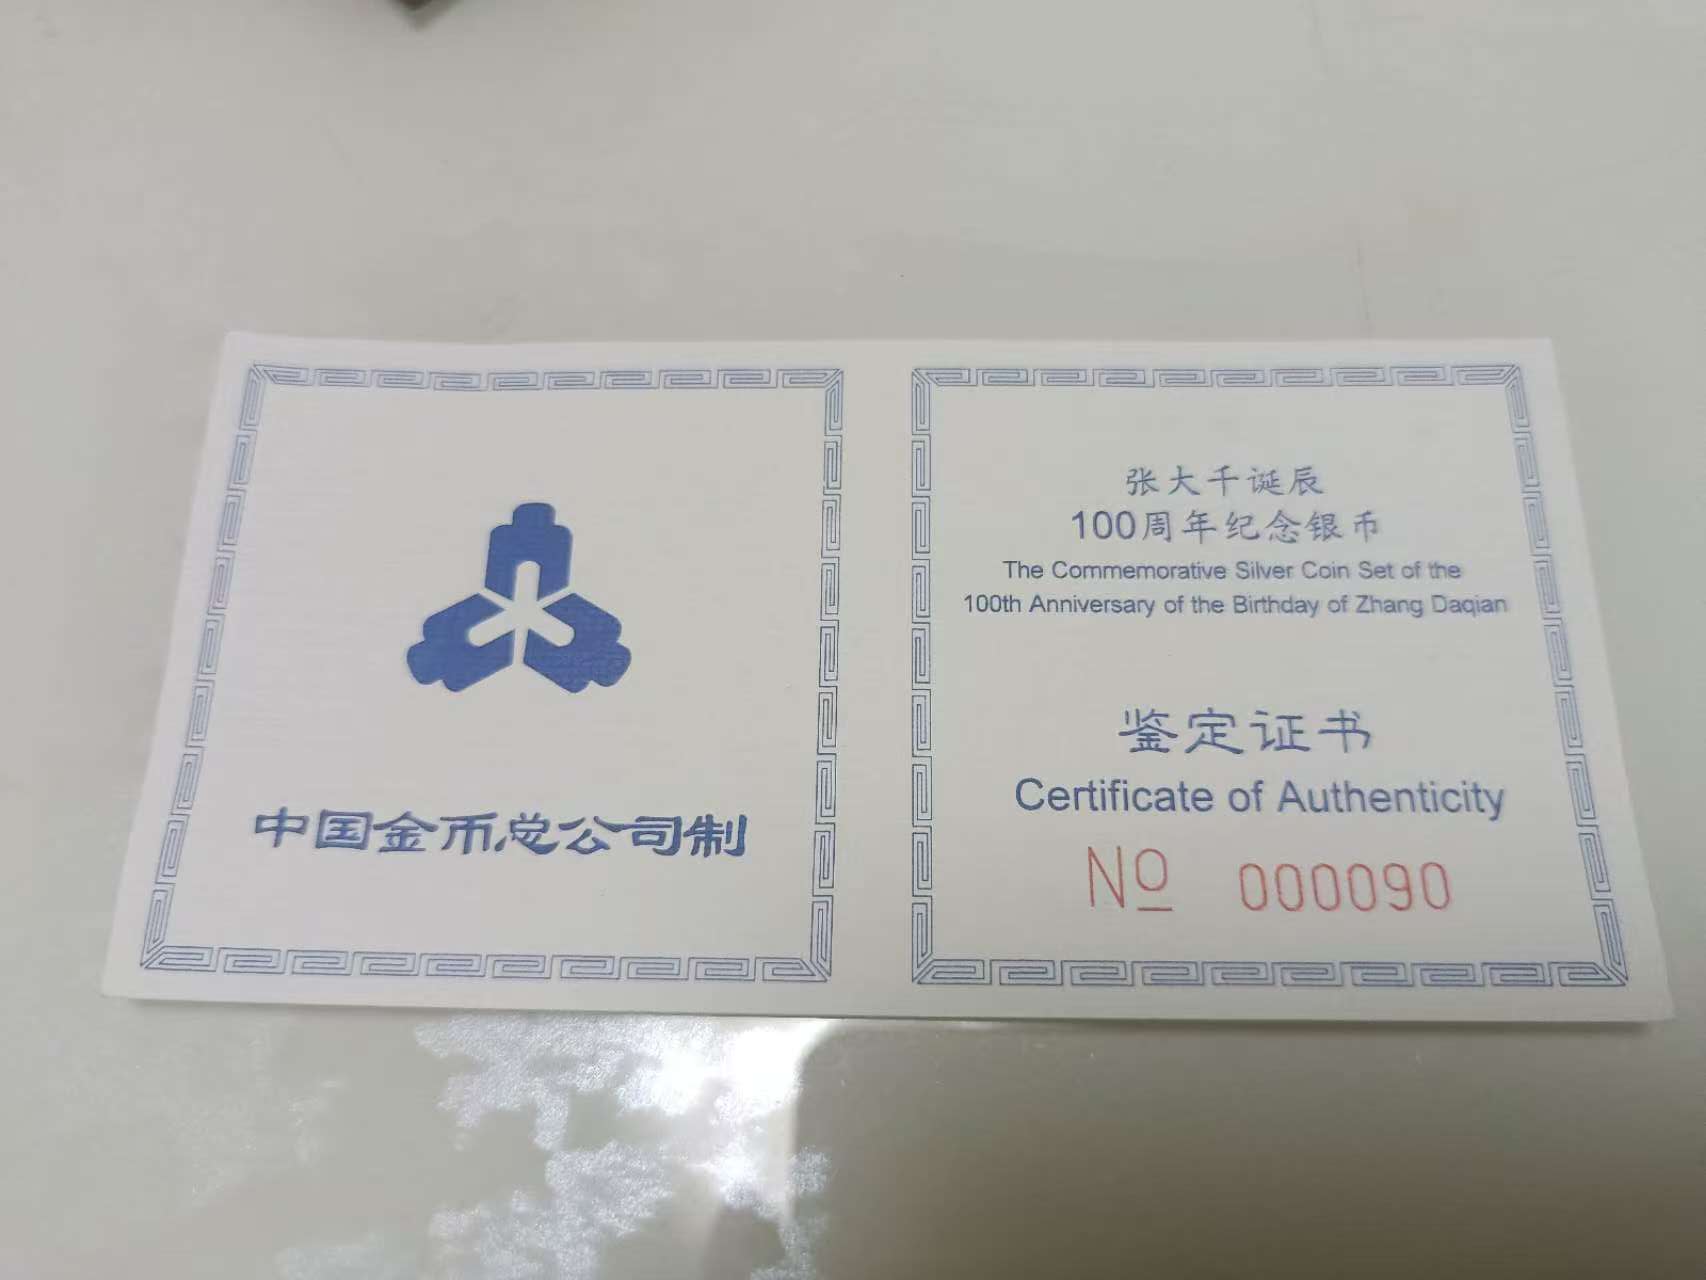 中国金币总公司制
张大千诞辰
100周年纪念银币
The Commemorative Silver Coin Set of the
100th Anniversary of the Birthday of Zhang Daqian
鉴定证书
Certificate of Authenticity
No 000090